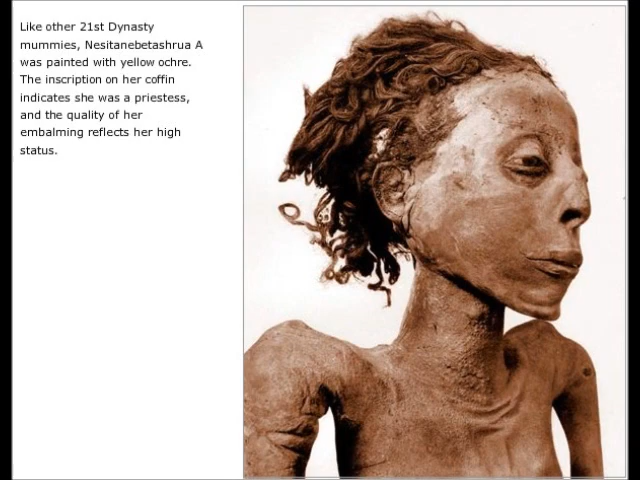 Like other 21st Dynasty
mummies, Nesitanebetashrua A
was painted with yellow ochre.
The inscription on her coffin
indicates she was a priestess,
and the quality of her
embalming reflects her high
status.